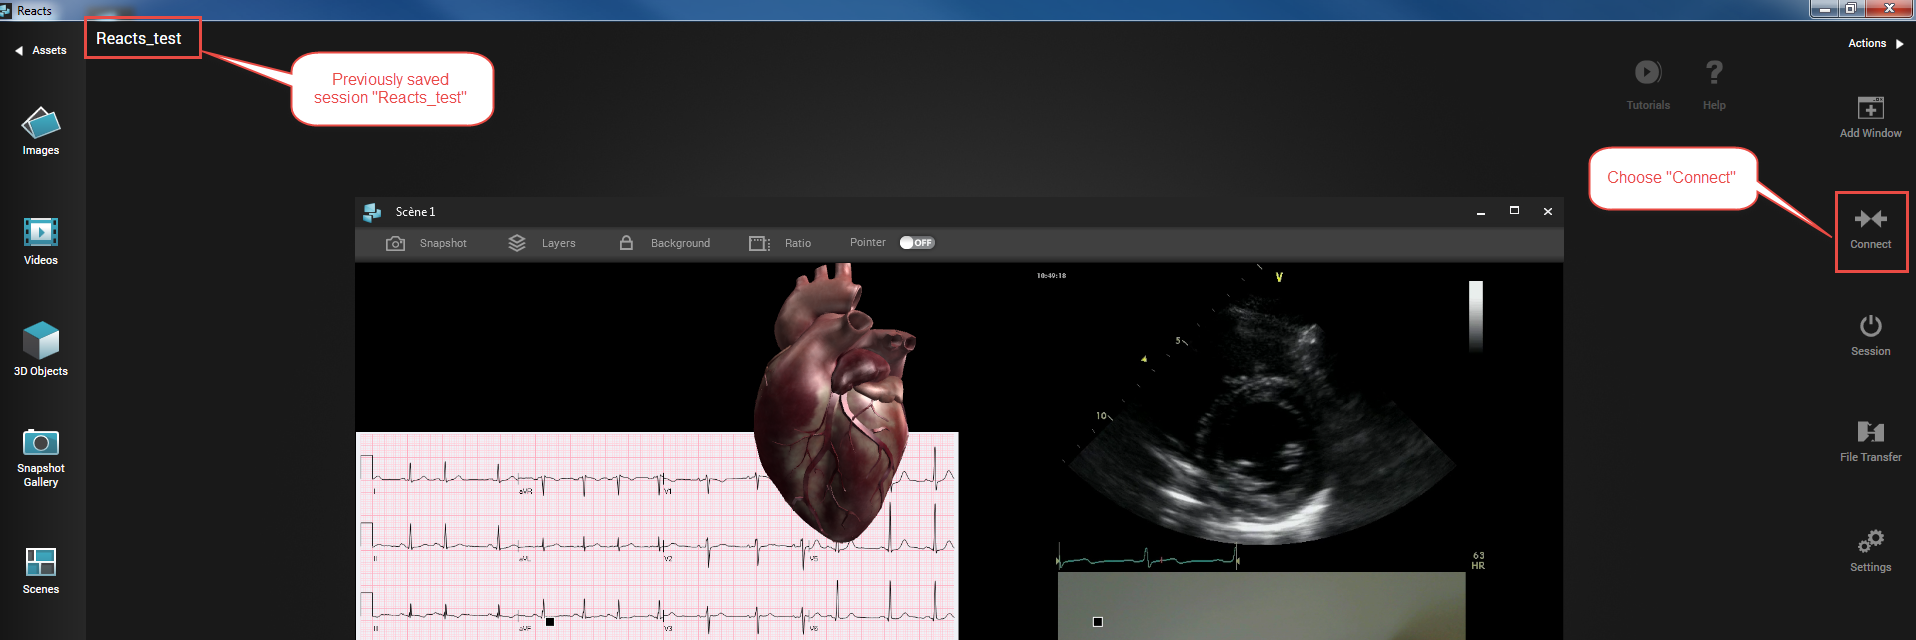 Reacts
Assets
Reacts_test
Previously saved
session "Reacts_test"
Actions
Tutorials
Help
Add Window
Images
Choose "Connect"
Scène 1
Snapshot
Layers
Background
Ratio
Pointer
OFF
Connect
Videos
10:49:18
V
5
Session
3D Objects
10
File Transfer
Snapshot
Gallery
I
aVR
V1
II
aVL
V2
V5
63
HR
Settings
Scenes
III
aVF
V3
V6